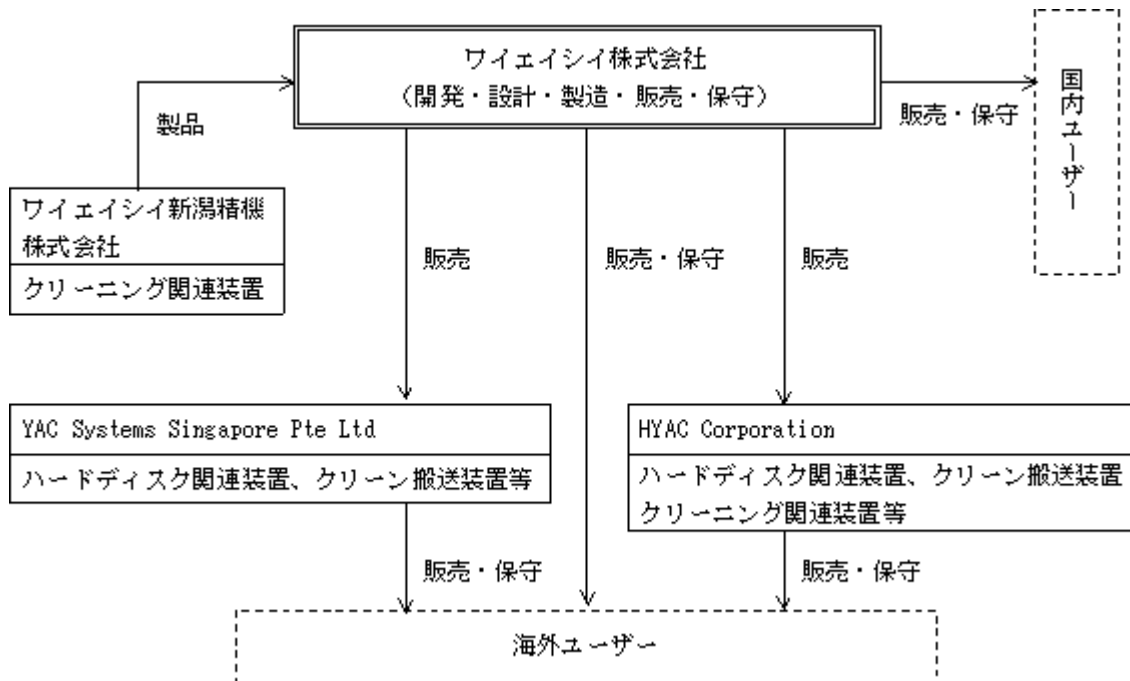 ワイエイシイ株式会社
(開発・設計・製造・販売・保守)
製品
販売・保守
国内ユーザー
ワイエイシイ新潟精機
株式会社
クリーニング関連装置
販売
販売・保守
販売
YAC Systems Singapore Pte Ltd
ハードディスク関連装置、クリーン搬送装置等
HYAC Corporation
ハードディスク関連装置、クリーン搬送装置
クリーニング関連装置等
販売・保守
販売・保守
海外ユーザー